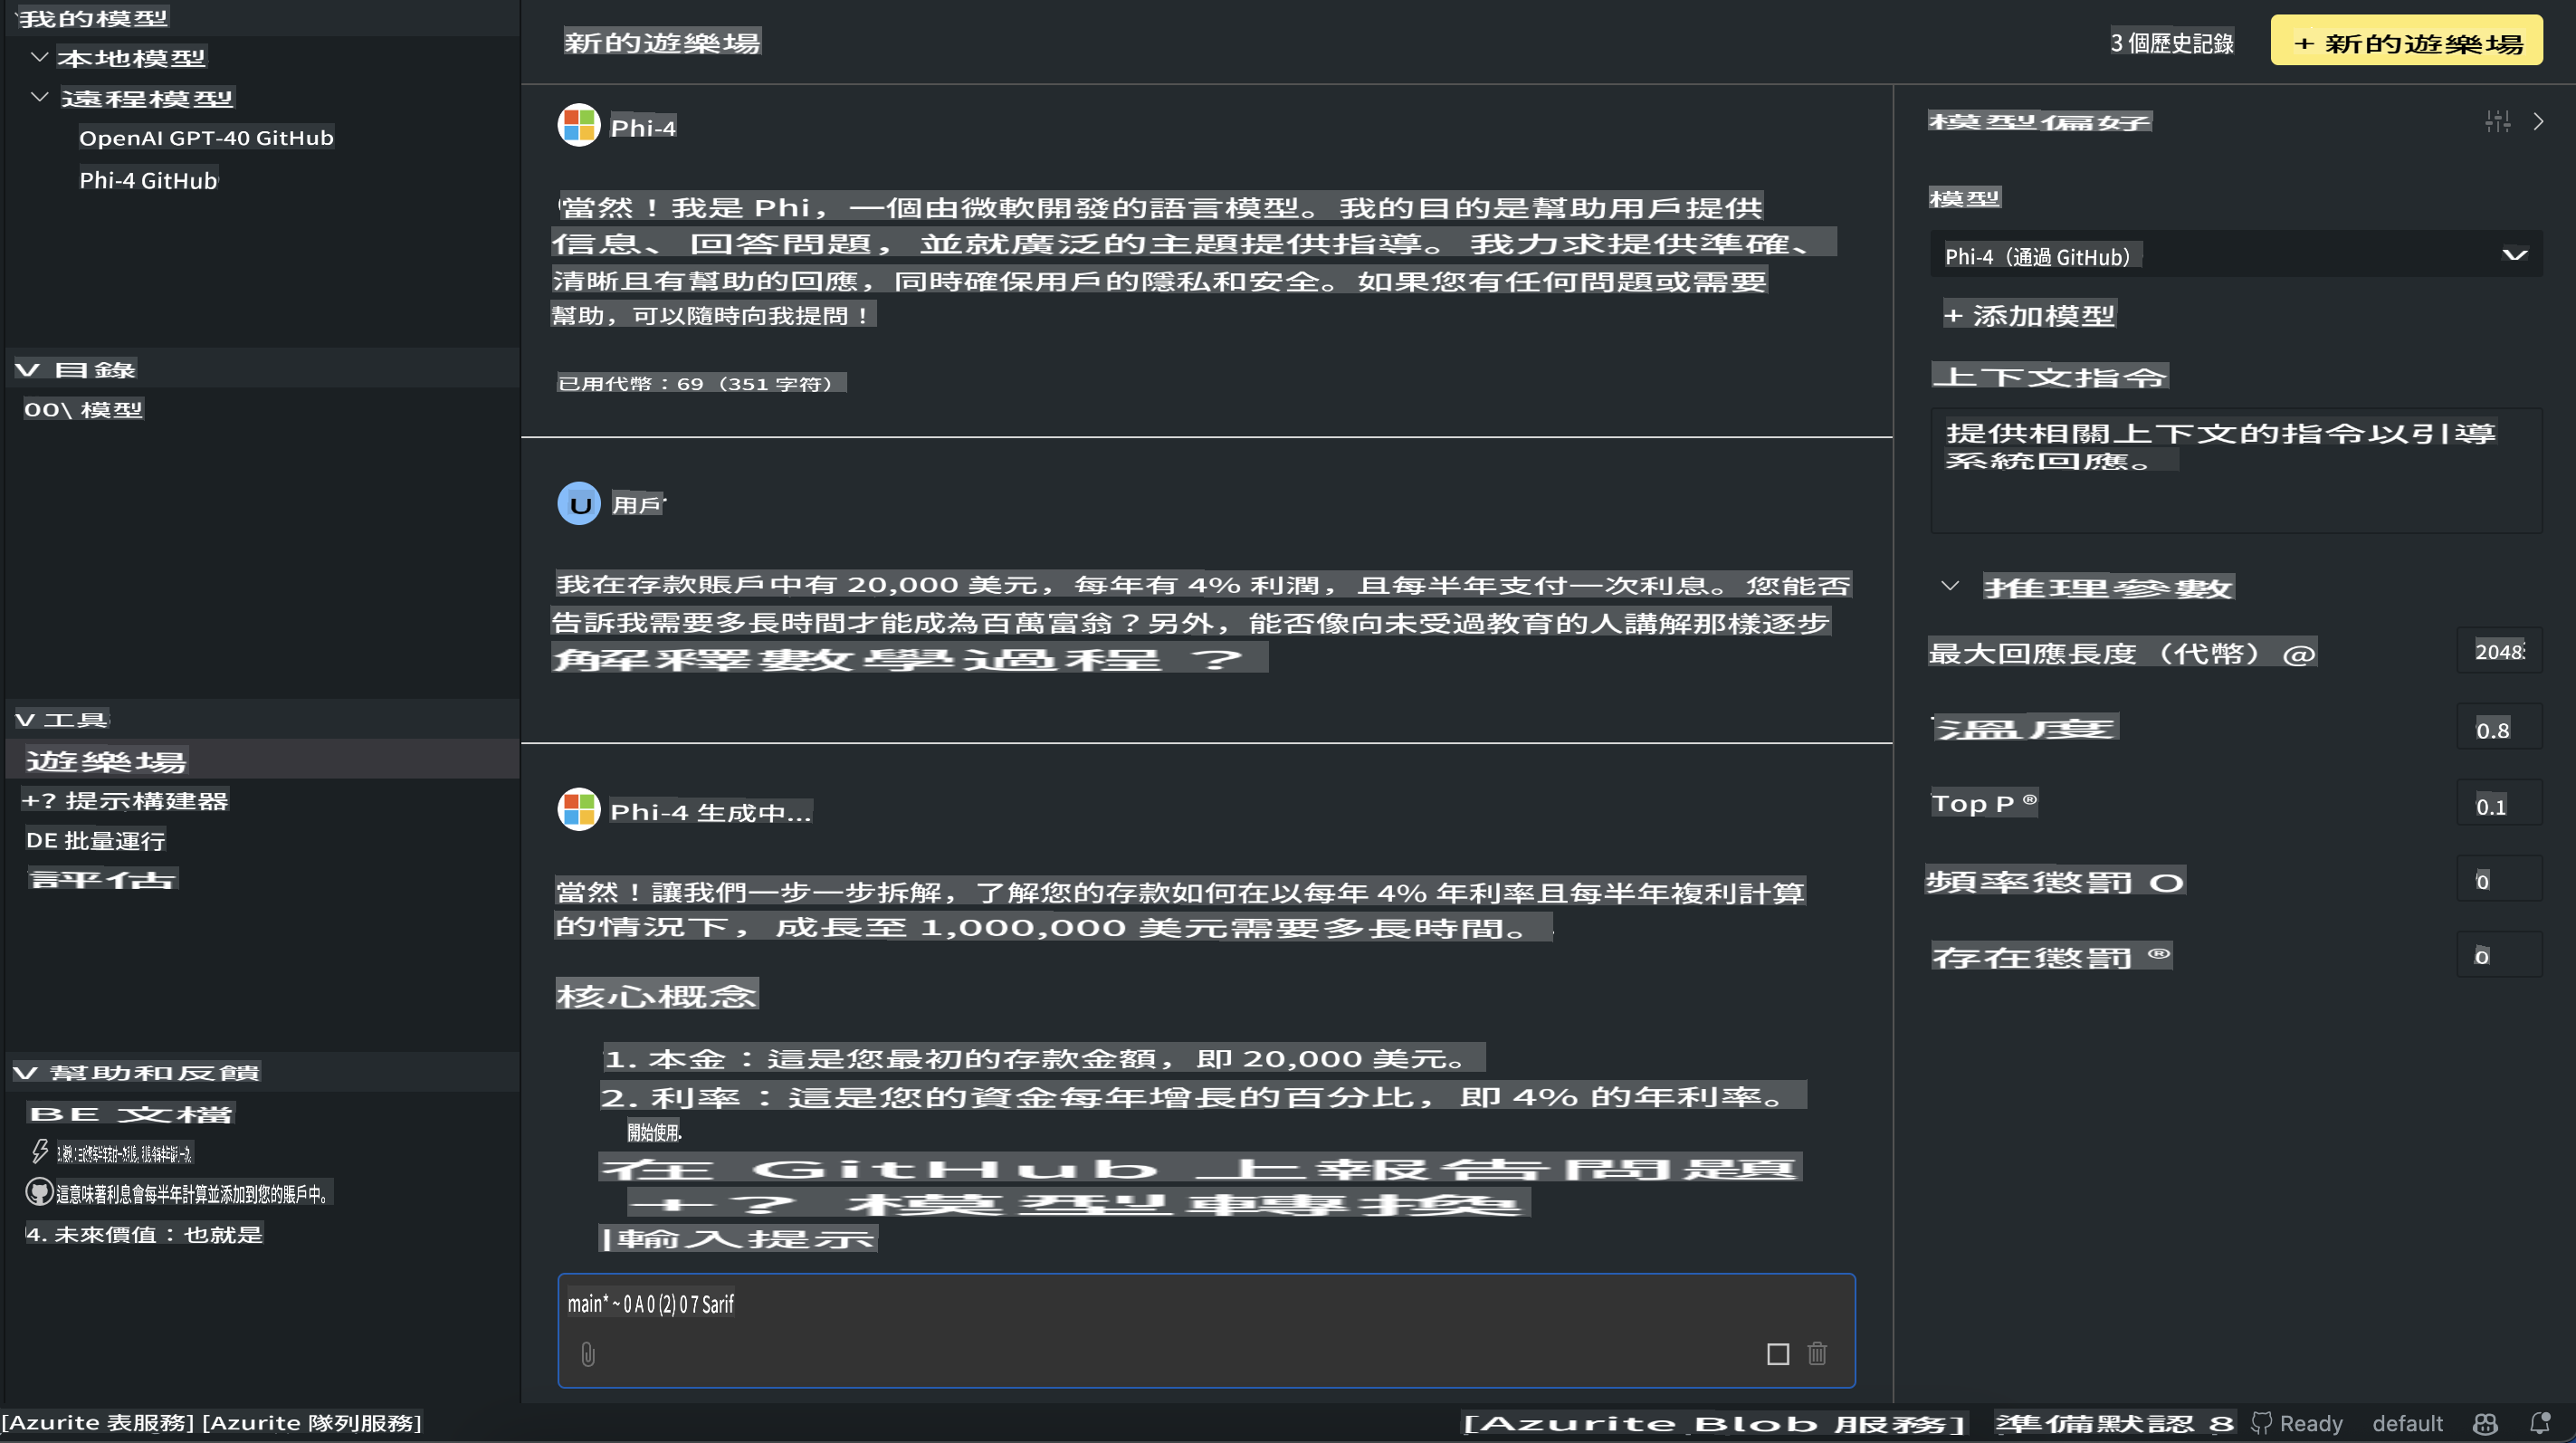 我的模型
本地模型
遠程模型
OpenAI GPT-40 GitHub
Phi-4 GitHub
V 目錄
00\ 模型
V 工具
遊樂場
+? 提示構建器
DE 批量運行
評估
V 幫助和反饋
BE 文檔
這意味著利息會每半年計算並添加到您的賬戶中。
4. 未來價值：也就是
新的遊樂場
3 個歷史記錄
+ 新的遊樂場
Phi-4
當然！我是 Phi，一個由微軟開發的語言模型。我的目的是幫助用戶提供
信息、回答問題，並就廣泛的主題提供指導。我力求提供準確、
清晰且有幫助的回應，同時確保用戶的隱私和安全。如果您有任何問題或需要
幫助，可以隨時向我提問！
已用代幣：69（351 字符）
U 用戶
我在存款賬戶中有 20,000 美元，每年有 4% 利潤，且每半年支付一次利息。您能否
告訴我需要多長時間才能成為百萬富翁？另外，能否像向未受過教育的人講解那樣逐步
解釋數學過程？
Phi-4 生成中...
當然！讓我們一步一步拆解，了解您的存款如何在以每年 4% 年利率且每半年複利計算
的情況下，成長至 1,000,000 美元需要多長時間。
核心概念
1. 本金：這是您最初的存款金額，即 20,000 美元。
2. 利率：這是您的資金每年增長的百分比，即 4% 的年利率。
開始使用.
在 GitHub 上報告問題
+? 模型轉換
|輸入提示
main* ~ 0 A 0 (2) 0 7 Sarif
模型偏好
模型
Phi-4（通過 GitHub）
+ 添加模型
上下文指令
提供相關上下文的指令以引導
系統回應。
推理參數
最大回應長度（代幣）@ 2048
溫度 0.8
Top P ® 0.1
頻率懲罰 O 0
存在懲罰 ® 0
[Azurite 表服務] [Azurite 隊列服務]
[Azurite Blob 服務] 準備默認 8 Ready default